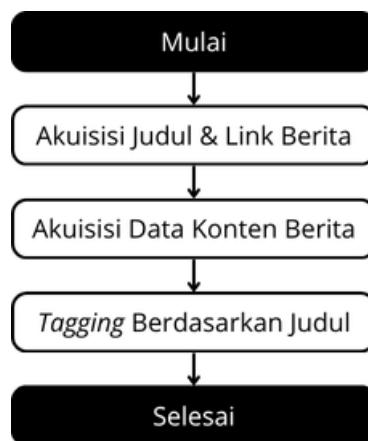 Mulai
Akuisisi Judul & Link Berita
Akuisisi Data Konten Berita
Tagging Berdasarkan Judul
Selesai